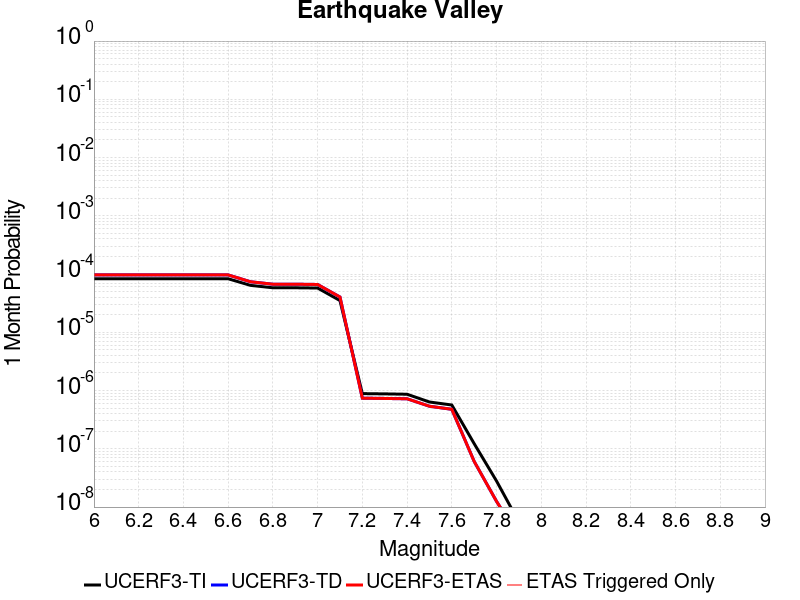 Earthquake Valley
10^0
10^-1
10^-2
10^-3
10^-4
10^-5
10^-6
10^-7
10^-8
1 Month Probability
6 6.2 6.4 6.6 6.8 7 7.2 7.4 7.6 7.8 8 8.2 8.4 8.6 8.8 9
Magnitude
UCERF3-TI UCERF3-TD UCERF3-ETAS ETAS Triggered Only